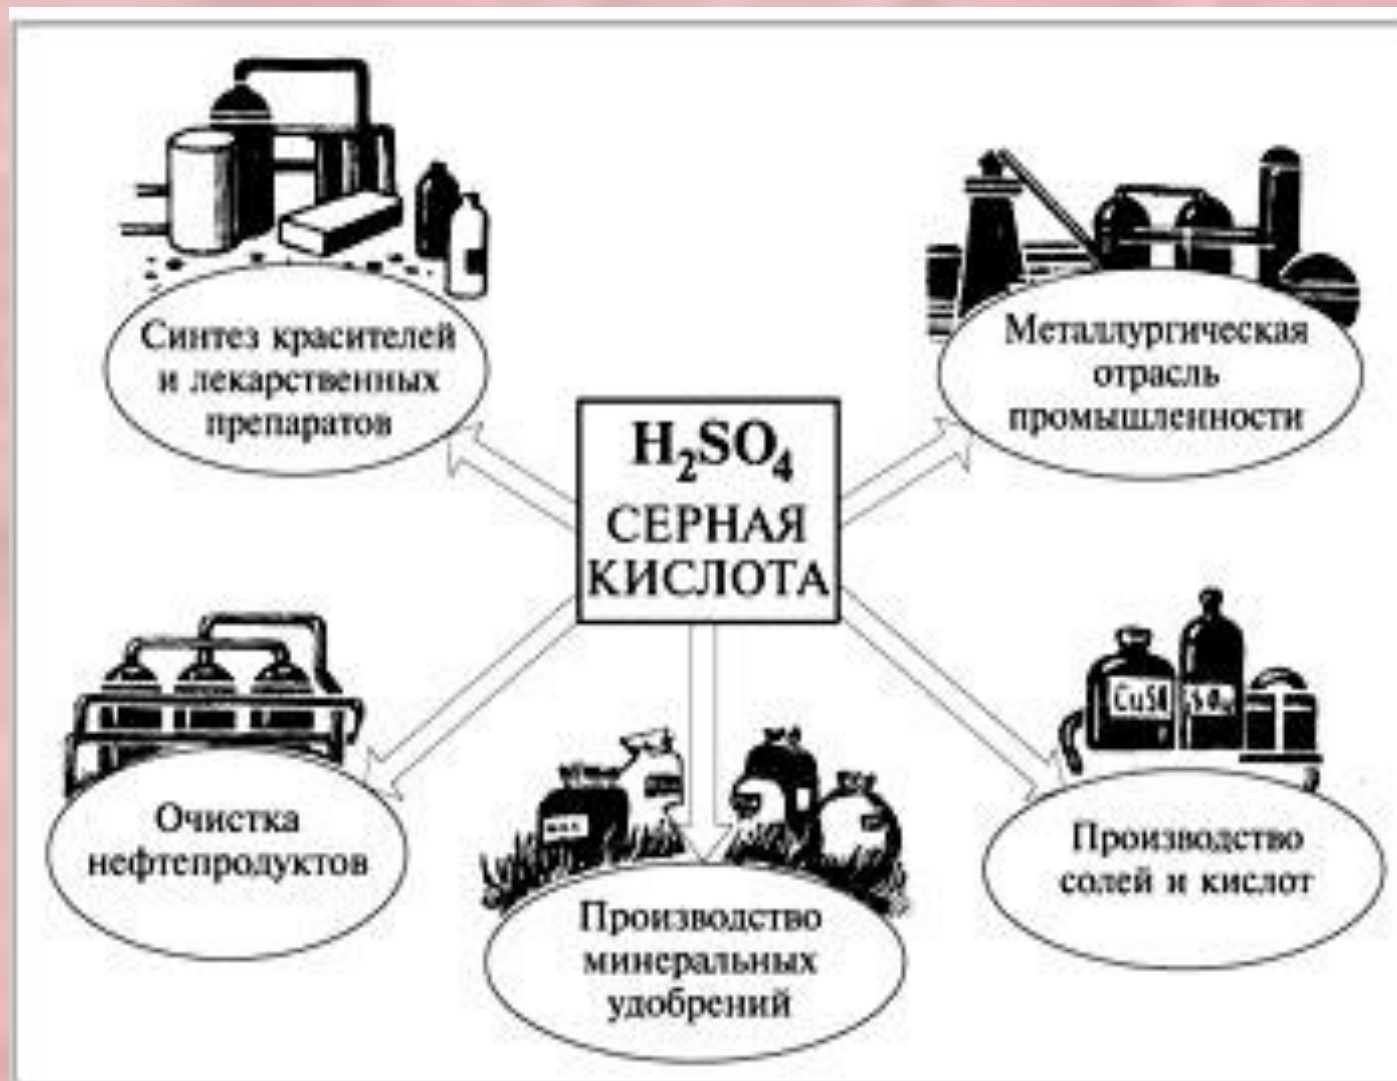 Синтез красителей
и лекарственных
препаратов
Металлургическая
отрасль
промышленности
H₂SO₄
СЕРНАЯ
КИСЛОТА
Очистка
нефтепродуктов
Производство
минеральных
удобрений
Производство
солей и кислот